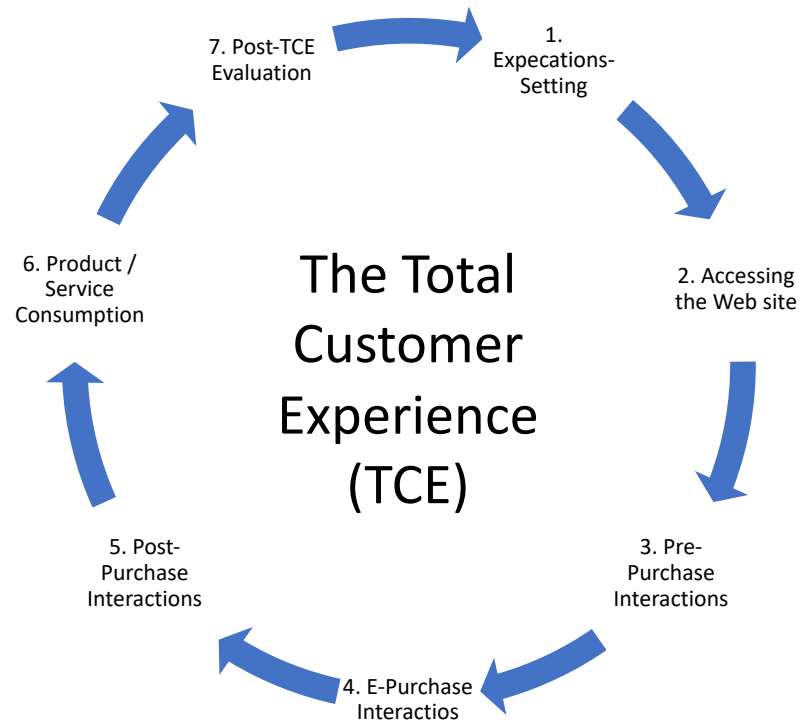 The Total
Customer
Experience
(TCE)
1.
Expecations-
Setting
2. Accessing
the Web site
3. Pre-
Purchase
Interactions
4. E-Purchase
Interactios
5. Post-
Purchase
Interactions
6. Product /
Service
Consumption
7. Post-TCE
Evaluation